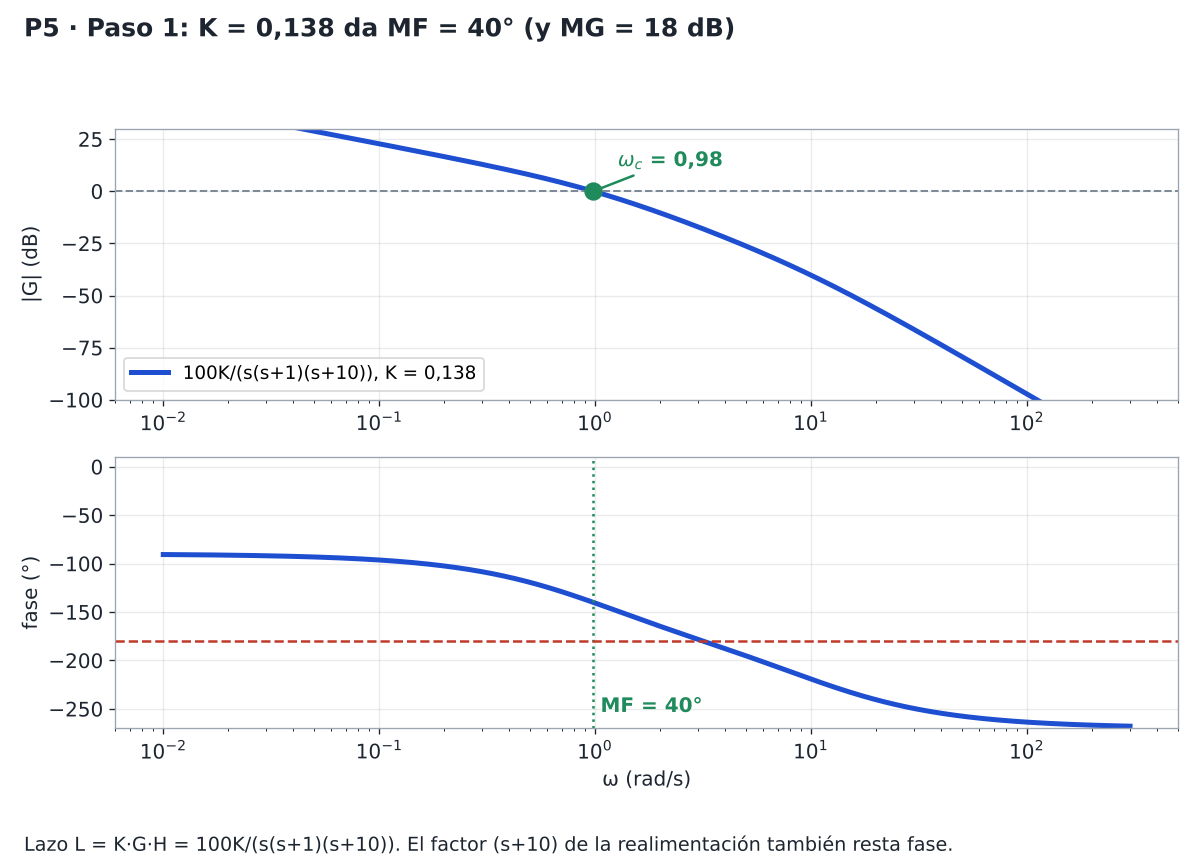 P5 · Paso 1: K = 0,138 da MF = 40° (y MG = 18 dB)
|G| (dB)
25
0
−25
−50
−75
−100
ω_c = 0,98
100K/(s(s+1)(s+10)), K = 0,138
10⁻² 10⁻¹ 10⁰ 10¹ 10²
fase (°)
0
−50
−100
−150
−200
−250
MF = 40°
10⁻² 10⁻¹ 10⁰ 10¹ 10²
ω (rad/s)
Lazo L = K·G·H = 100K/(s(s+1)(s+10)). El factor (s+10) de la realimentación también resta fase.